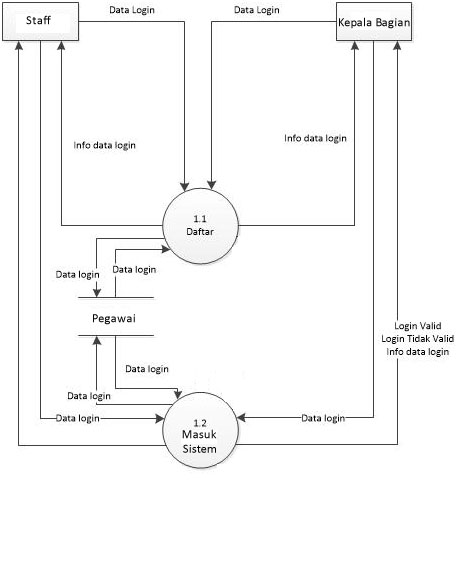 Data Login
Data Login
Staff
Kepala Bagian
Info data login
Info data login
1.1
Daftar
Data login
Data login
Pegawai
Login Valid
Login Tidak Valid
Info data login
Data login
Data login
Data login
Data login
1.2
Masuk
Sistem